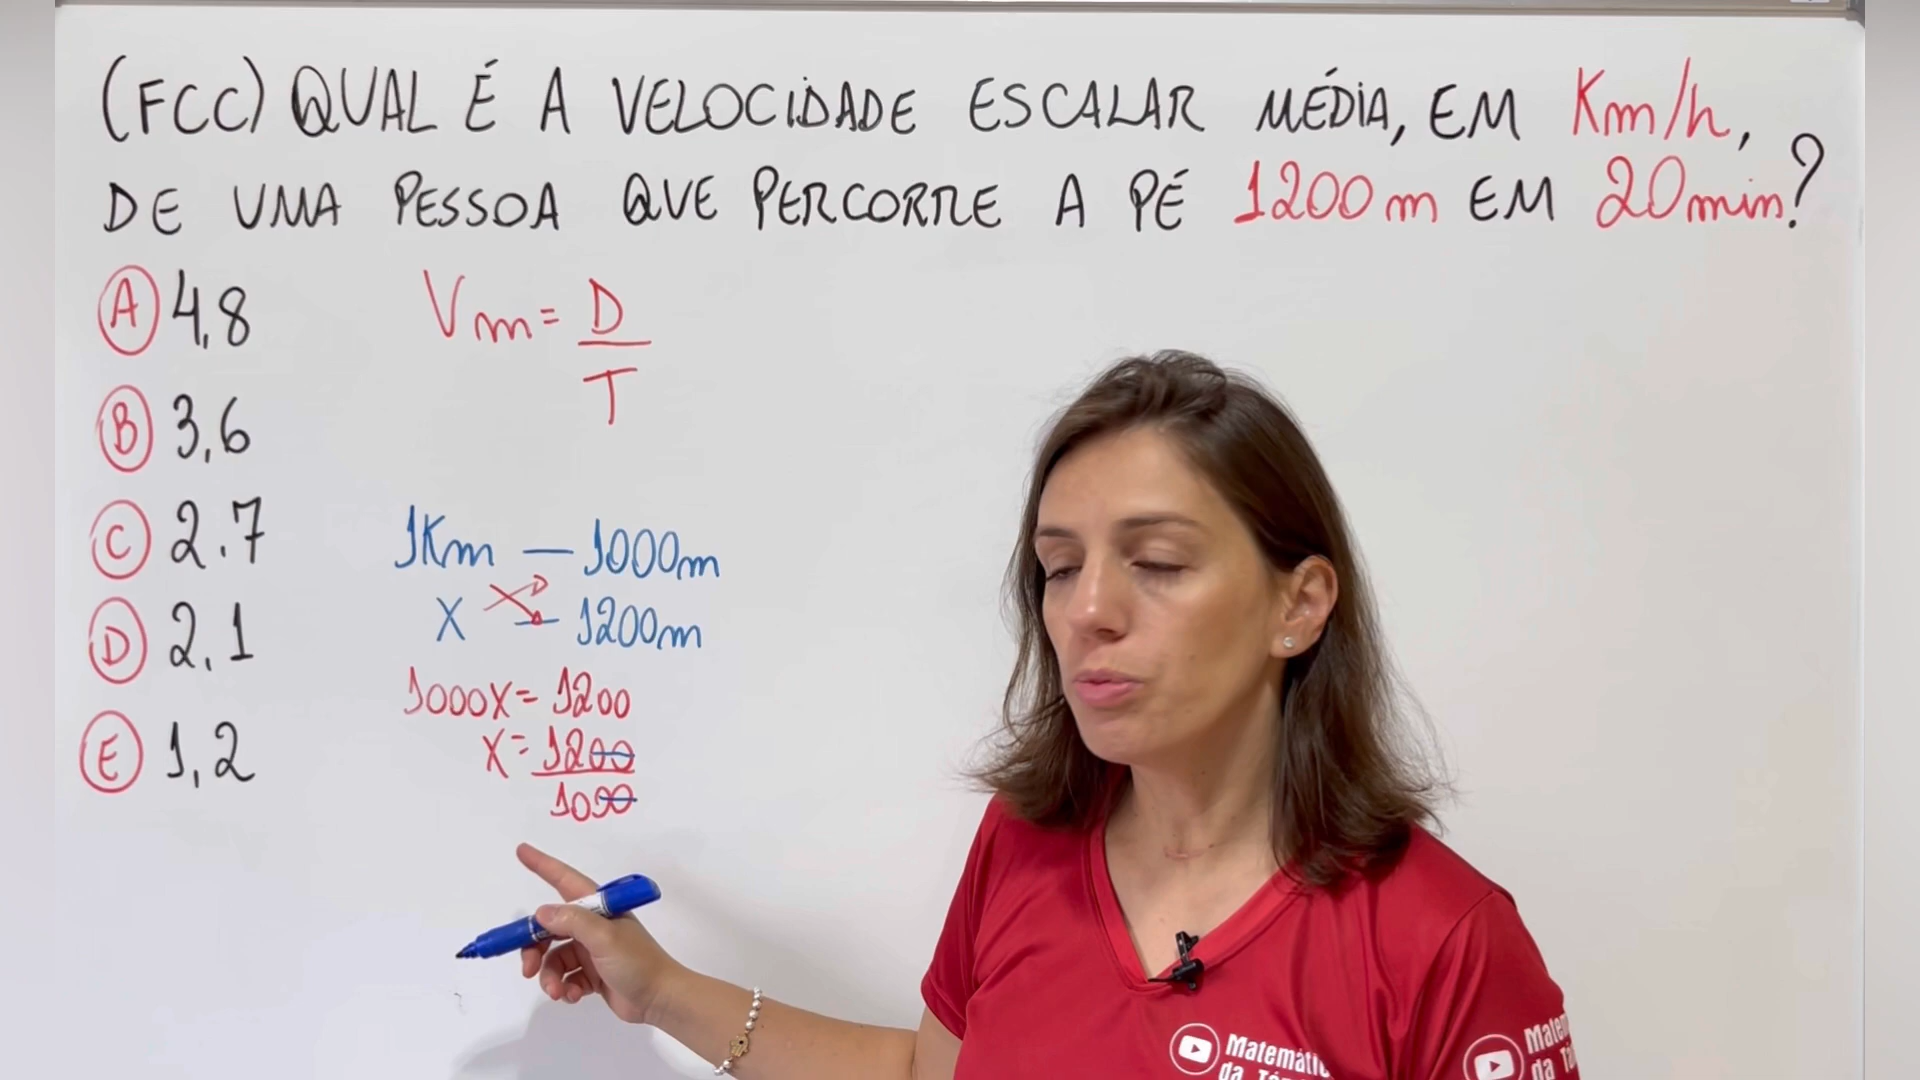 (FCC) QUAL É A VELOCIDADE ESCALAR MÉDIA, EM Km/h,
DE UMA PESSOA QUE PERCORRE A PÉ 1200m EM 20min?
A 4,8
B 3,6
C 2.7
D 2,1
E 1,2
Vm = D
T
1Km — 1000m
X — 1200m
1000X = 1200
X = 1200
1000
Matemática
da
da